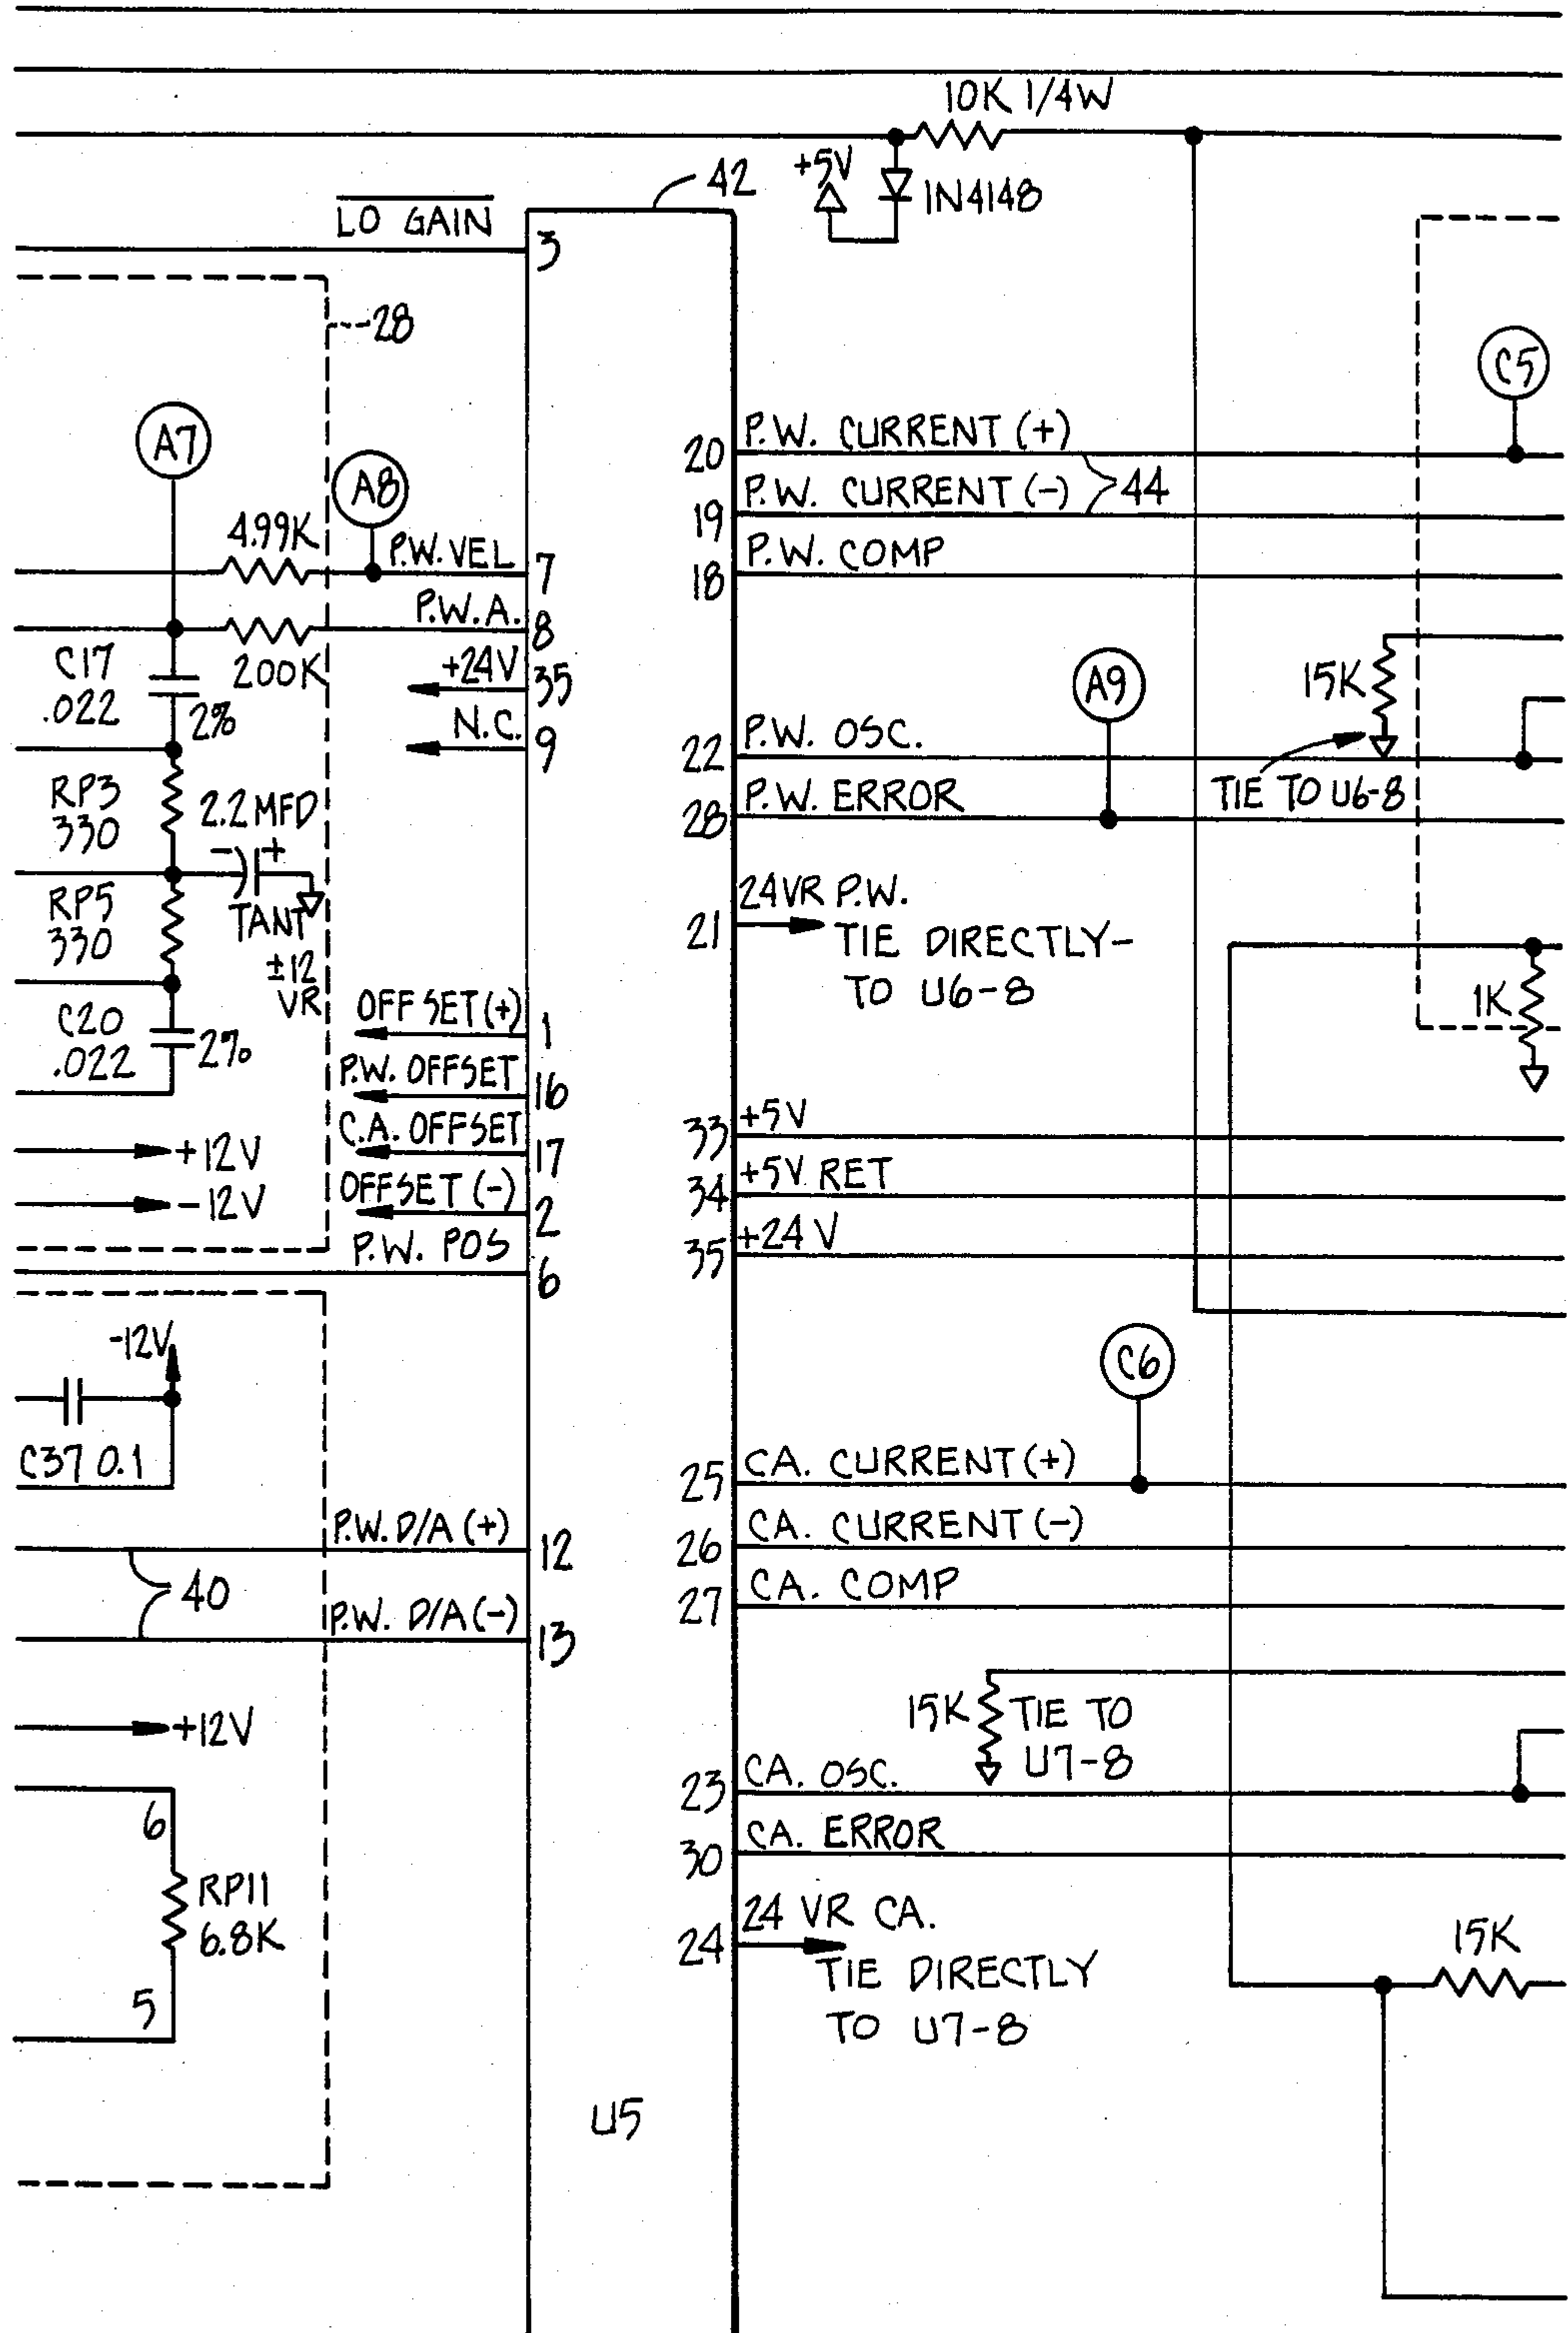 10K 1/4W
42
+5V
IN4148
LO GAIN
3
28
C5
A7
20
P.W. CURRENT (+)
A8
19
P.W. CURRENT (-)
44
4.99K
P.W. VEL
7
18
P.W. COMP
P.W.A.
8
C17
.022
2%
200K
+24V
35
A9
15K
N.C.
9
22
P.W. OSC.
TIE TO U6-8
RP3
330
2.2 MFD
28
P.W. ERROR
- +
TANT
RP5
330
21
24VR P.W.
TIE DIRECTLY-
TO U6-8
±12
VR
1K
OFFSET (+)
1
C20
.022
2%
P.W. OFFSET
16
33
+5V
C.A. OFFSET
17
+12V
34
+5V RET
-12V
OFFSET (-)
2
35
+24V
P.W. POS
6
-12V
C6
C37 0.1
25
CA. CURRENT (+)
P.W. D/A (+)
12
26
CA. CURRENT (-)
40
27
CA. COMP
P.W. D/A (-)
13
15K
TIE TO
U7-8
+12V
23
CA. OSC.
6
30
CA. ERROR
RP11
6.8K
24
24 VR CA.
TIE DIRECTLY
TO U7-8
15K
5
U5